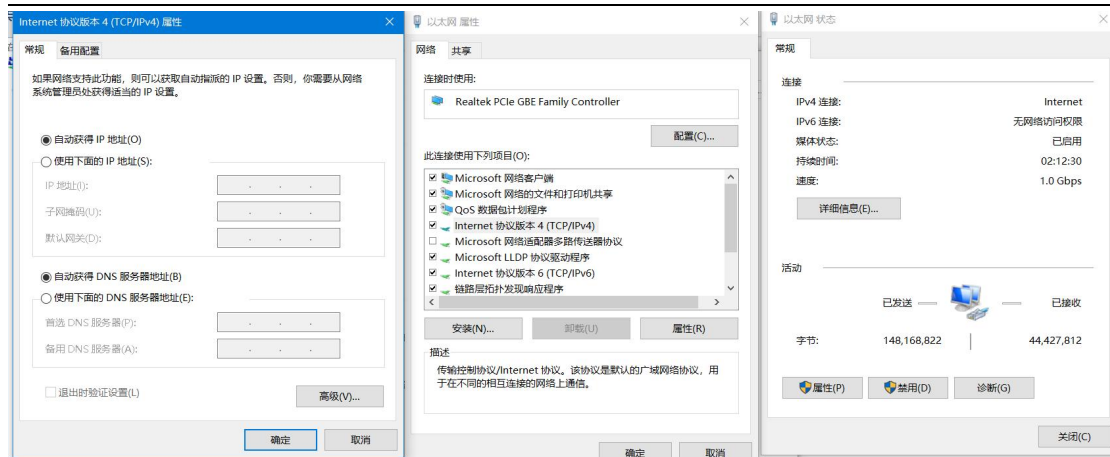 Internet 协议版本 4 (TCP/IPv4) 属性
常规 备用配置
如果网络支持此功能，则可以获取自动指派的 IP 设置。否则，你需要从网络
系统管理员处获得适当的 IP 设置。
自动获得 IP 地址(O)
使用下面的 IP 地址(S):
IP 地址(I):
子网掩码(U):
默认网关(D):
自动获得 DNS 服务器地址(B)
使用下面的 DNS 服务器地址(E):
首选 DNS 服务器(P):
备用 DNS 服务器(A):
退出时验证设置(L)
高级(V)...
确定 取消
以太网 属性
网络 共享
连接时使用:
Realtek PCIe GBE Family Controller
配置(C)...
此连接使用下列项目(O):
Microsoft 网络客户端
Microsoft 网络的文件和打印机共享
QoS 数据包计划程序
Internet 协议版本 4 (TCP/IPv4)
Microsoft 网络适配器多路传送器协议
Microsoft LLDP 协议驱动程序
Internet 协议版本 6 (TCP/IPv6)
链路层拓扑发现响应程序
安装(N)... 卸载(U) 属性(R)
描述
传输控制协议/Internet 协议。该协议是默认的广域网络协议，用
于在不同的相互连接的网络上通信。
确定 取消
以太网 状态
常规
连接
IPv4 连接: Internet
IPv6 连接: 无网络访问权限
媒体状态: 已启用
持续时间: 02:12:30
速度: 1.0 Gbps
详细信息(E)...
活动
已发送 — — 已接收
字节: 148,168,822 | 44,427,812
属性(P) 禁用(D) 诊断(G)
关闭(C)